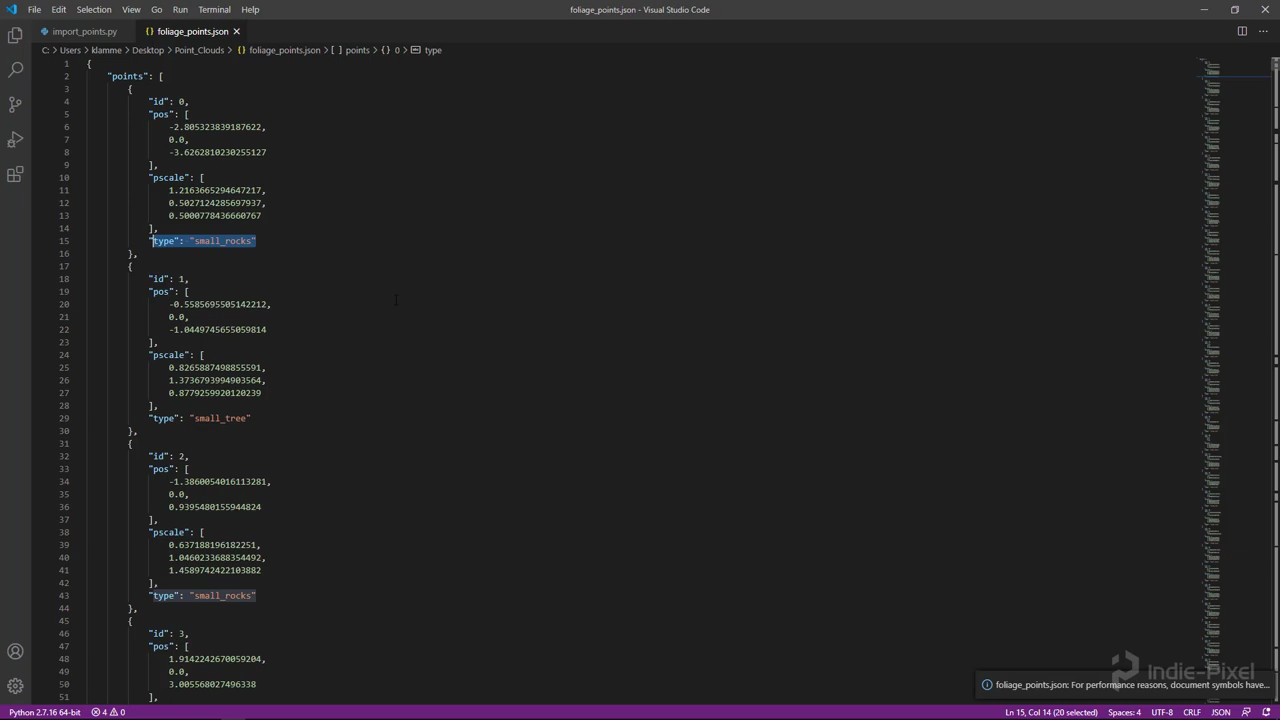 File Edit Selection View Go Run Terminal Help
foliage_points.json - Visual Studio Code
import_points.py
{} foliage_points.json ×
C: > Users > klamme > Desktop > Point_Clouds > {} foliage_points.json > [ ] points > {} 0 > type
1 {
2 "points": [
3 {
4 "id": 0,
5 "pos": [
6 -2.805323839187622,
7 0.0,
8 -3.6262810230255127
9 ],
10 "pscale": [
11 1.2163665294647217,
12 0.5027124285697937,
13 0.5000778436660767
14 ],
15 "type": "small_rocks"
16 },
17 {
18 "id": 1,
19 "pos": [
20 -0.5585695505142212,
21 0.0,
22 -1.0449745655059814
23 ],
24 "pscale": [
25 0.8265887498855591,
26 1.3736793994903564,
27 0.8779259920120239
28 ],
29 "type": "small_tree"
30 },
31 {
32 "id": 2,
33 "pos": [
34 -1.3860054016113281,
35 0.0,
36 0.9395480155944824
37 ],
38 "pscale": [
39 0.637188196182251,
40 1.0460233688354492,
41 1.4589742422103882
42 ],
43 "type": "small_rocks"
44 },
45 {
46 "id": 3,
47 "pos": [
48 1.9142242670059204,
49 0.0,
50 3.005568027496338
51 ],
Indie-Pixel
foliage_points.json: For performance reasons, document symbols have...
Python 2.7.16 64-bit 4 0 Ln 15, Col 14 (20 selected) Spaces: 4 UTF-8 CRLF JSON